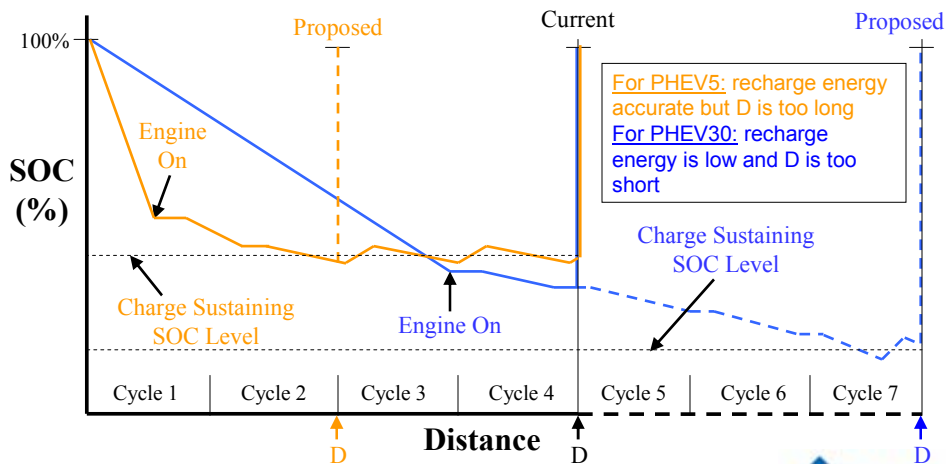 Proposed
Current
Proposed
100%
For PHEV5: recharge energy
accurate but D is too long
For PHEV30: recharge
energy is low and D is too
short
Engine
On
SOC
(%)
Charge Sustaining
SOC Level
Charge Sustaining
SOC Level
Engine On
Cycle 1
Cycle 2
Cycle 3
Cycle 4
Cycle 5
Cycle 6
Cycle 7
Distance
D
D
D